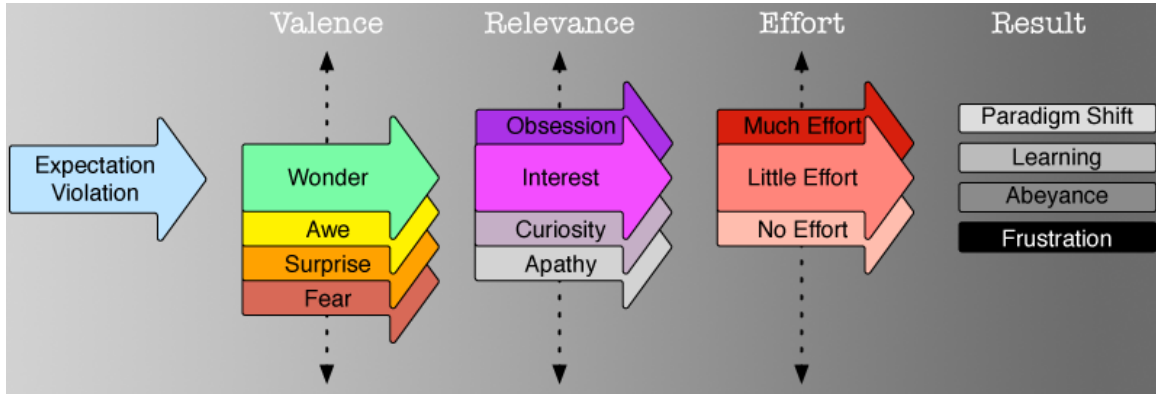 Valence
Relevance
Effort
Result
Expectation
Violation
Wonder
Awe
Surprise
Fear
Obsession
Interest
Curiosity
Apathy
Much Effort
Little Effort
No Effort
Paradigm Shift
Learning
Abeyance
Frustration